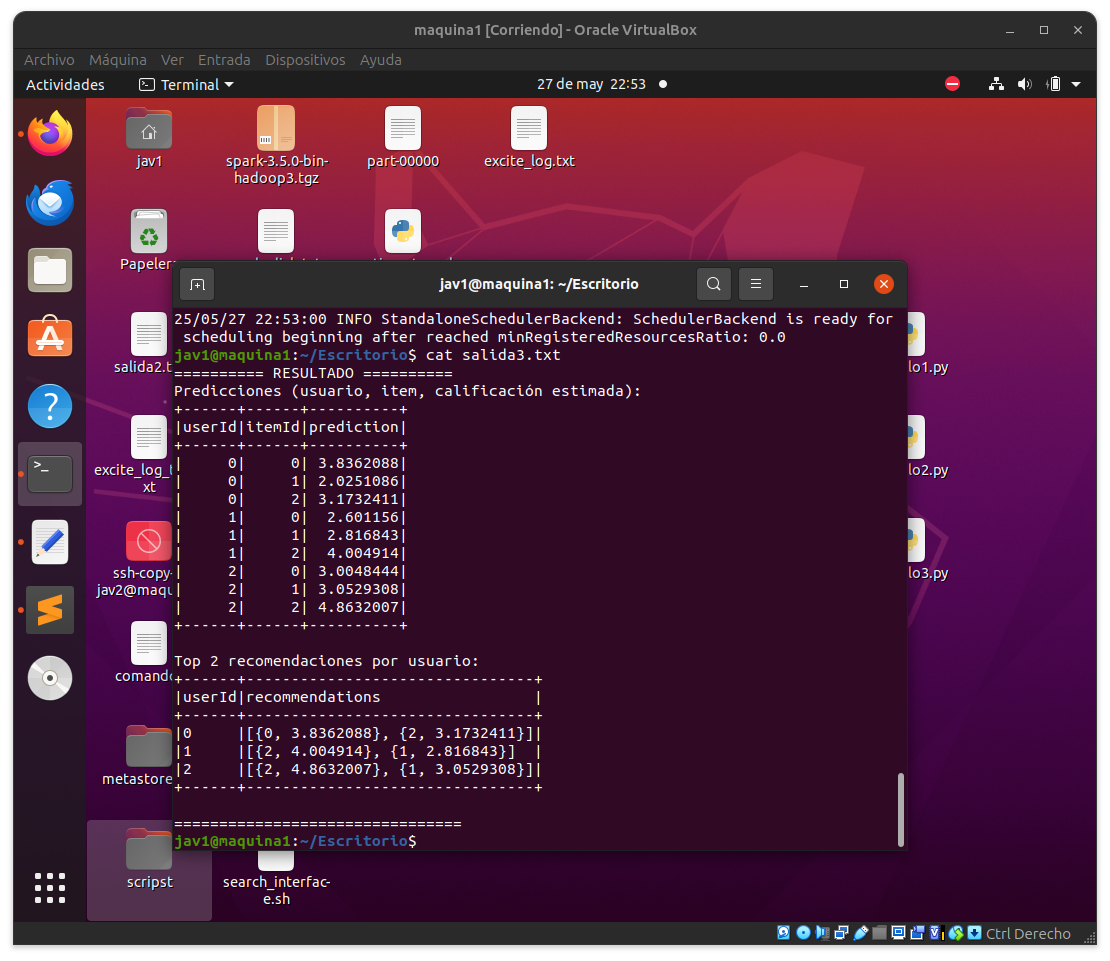 maquina1 [Corriendo] - Oracle VirtualBox
Archivo Máquina Ver Entrada Dispositivos Ayuda
Actividades Terminal 27 de may 22:53
jav1
spark-3.5.0-bin-
hadoop3.tgz
part-00000
excite_log.txt
Papeler
jav1@maquina1: ~/Escritorio
25/05/27 22:53:00 INFO StandaloneSchedulerBackend: SchedulerBackend is ready for
 scheduling beginning after reached minRegisteredResourcesRatio: 0.0
jav1@maquina1:~/Escritorio$ cat salida3.txt
========== RESULTADO ==========
Predicciones (usuario, item, calificación estimada):
+------+------+----------+
|userId|itemId|prediction|
+------+------+----------+
|     0|     0| 3.8362088|
|     0|     1| 2.0251086|
|     0|     2| 3.1732411|
|     1|     0|  2.601156|
|     1|     1|  2.816843|
|     1|     2|  4.004914|
|     2|     0| 3.0048444|
|     2|     1| 3.0529308|
|     2|     2| 4.8632007|
+------+------+----------+
Top 2 recomendaciones por usuario:
+------+--------------------------------+
|userId|recommendations                 |
+------+--------------------------------+
|0     |[{0, 3.8362088}, {2, 3.1732411}]|
|1     |[{2, 4.004914}, {1, 2.816843}]  |
|2     |[{2, 4.8632007}, {1, 3.0529308}]|
+------+--------------------------------+
================================
jav1@maquina1:~/Escritorio$
salida2.t
lo1.py
excite_log_t
xt
lo2.py
ssh-copy-
jav2@maqu
lo3.py
comando
metastore
scripst
search_interfac-
e.sh
Ctrl Derecho